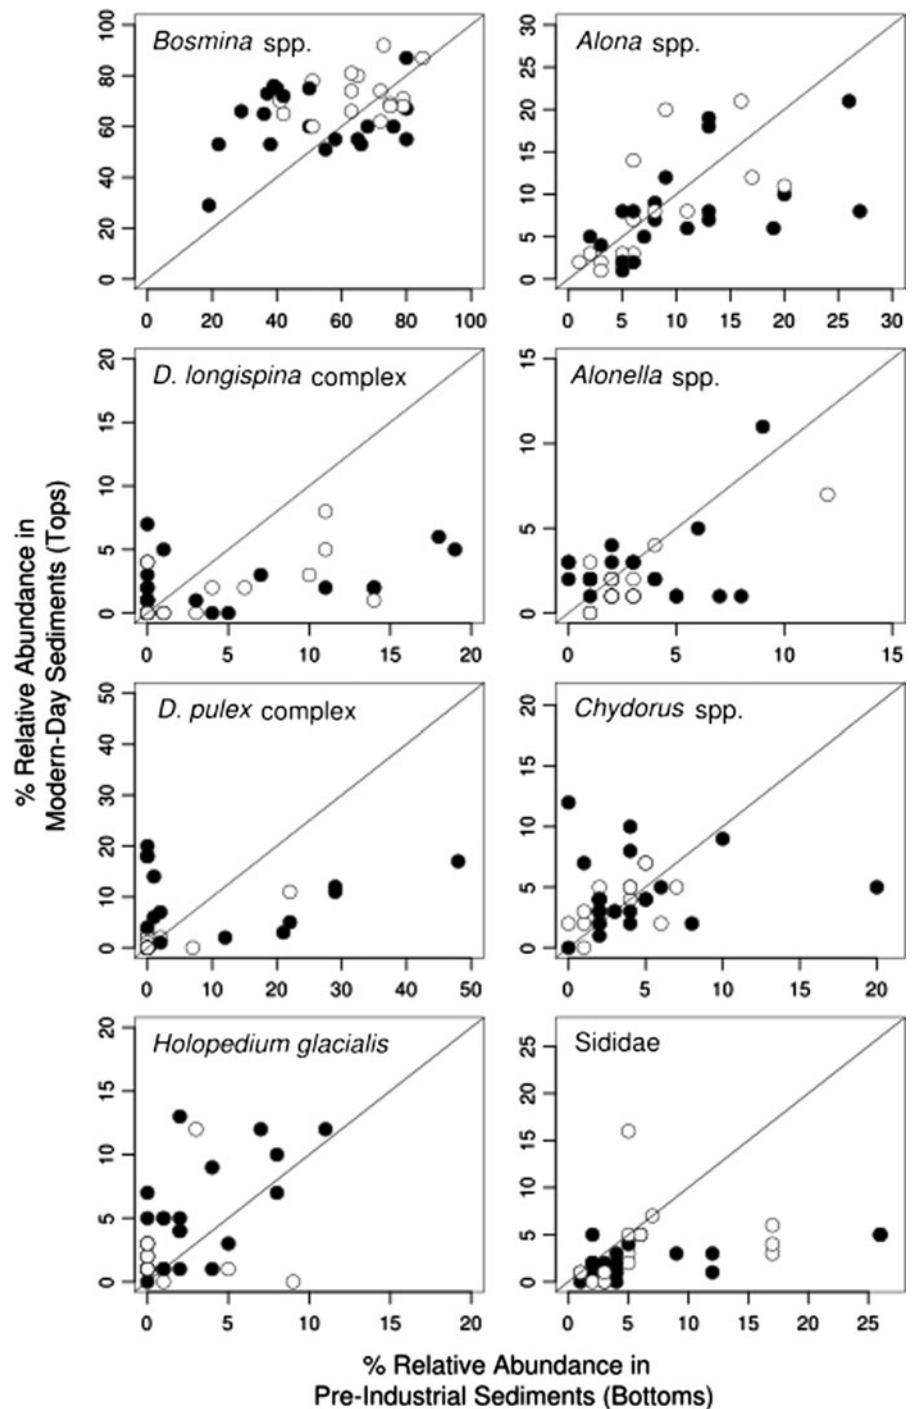 Bosmina spp.
100
80
60
40
20
0
0 20 40 60 80 100
Alona spp.
30
25
20
15
10
5
0
0 5 10 15 20 25 30
D. longispina complex
20
15
10
5
0
0 5 10 15 20
Alonella spp.
15
10
5
0
0 5 10 15
D. pulex complex
50
40
30
20
10
0
0 10 20 30 40 50
Chydorus spp.
20
15
10
5
0
0 5 10 15 20
Holopedium glacialis
20
15
10
5
0
0 5 10 15 20
Sididae
25
20
15
10
5
0
0 5 10 15 20 25
% Relative Abundance in
Modern-Day Sediments (Tops)
% Relative Abundance in
Pre-Industrial Sediments (Bottoms)